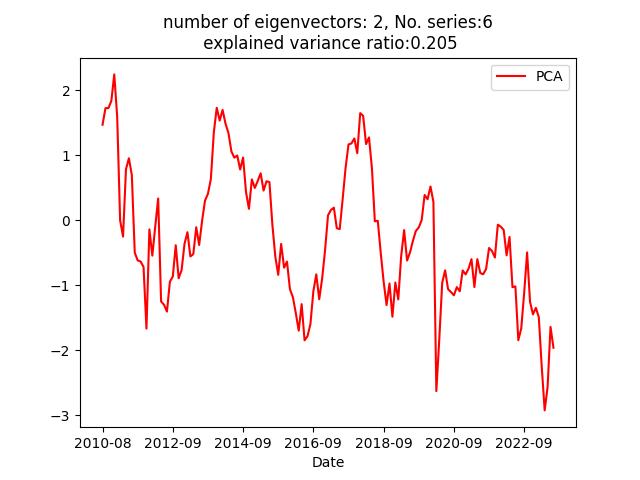 number of eigenvectors: 2, No. series:6
explained variance ratio:0.205
PCA
2
1
0
−1
−2
−3
2010-08 2012-09 2014-09 2016-09 2018-09 2020-09 2022-09
Date